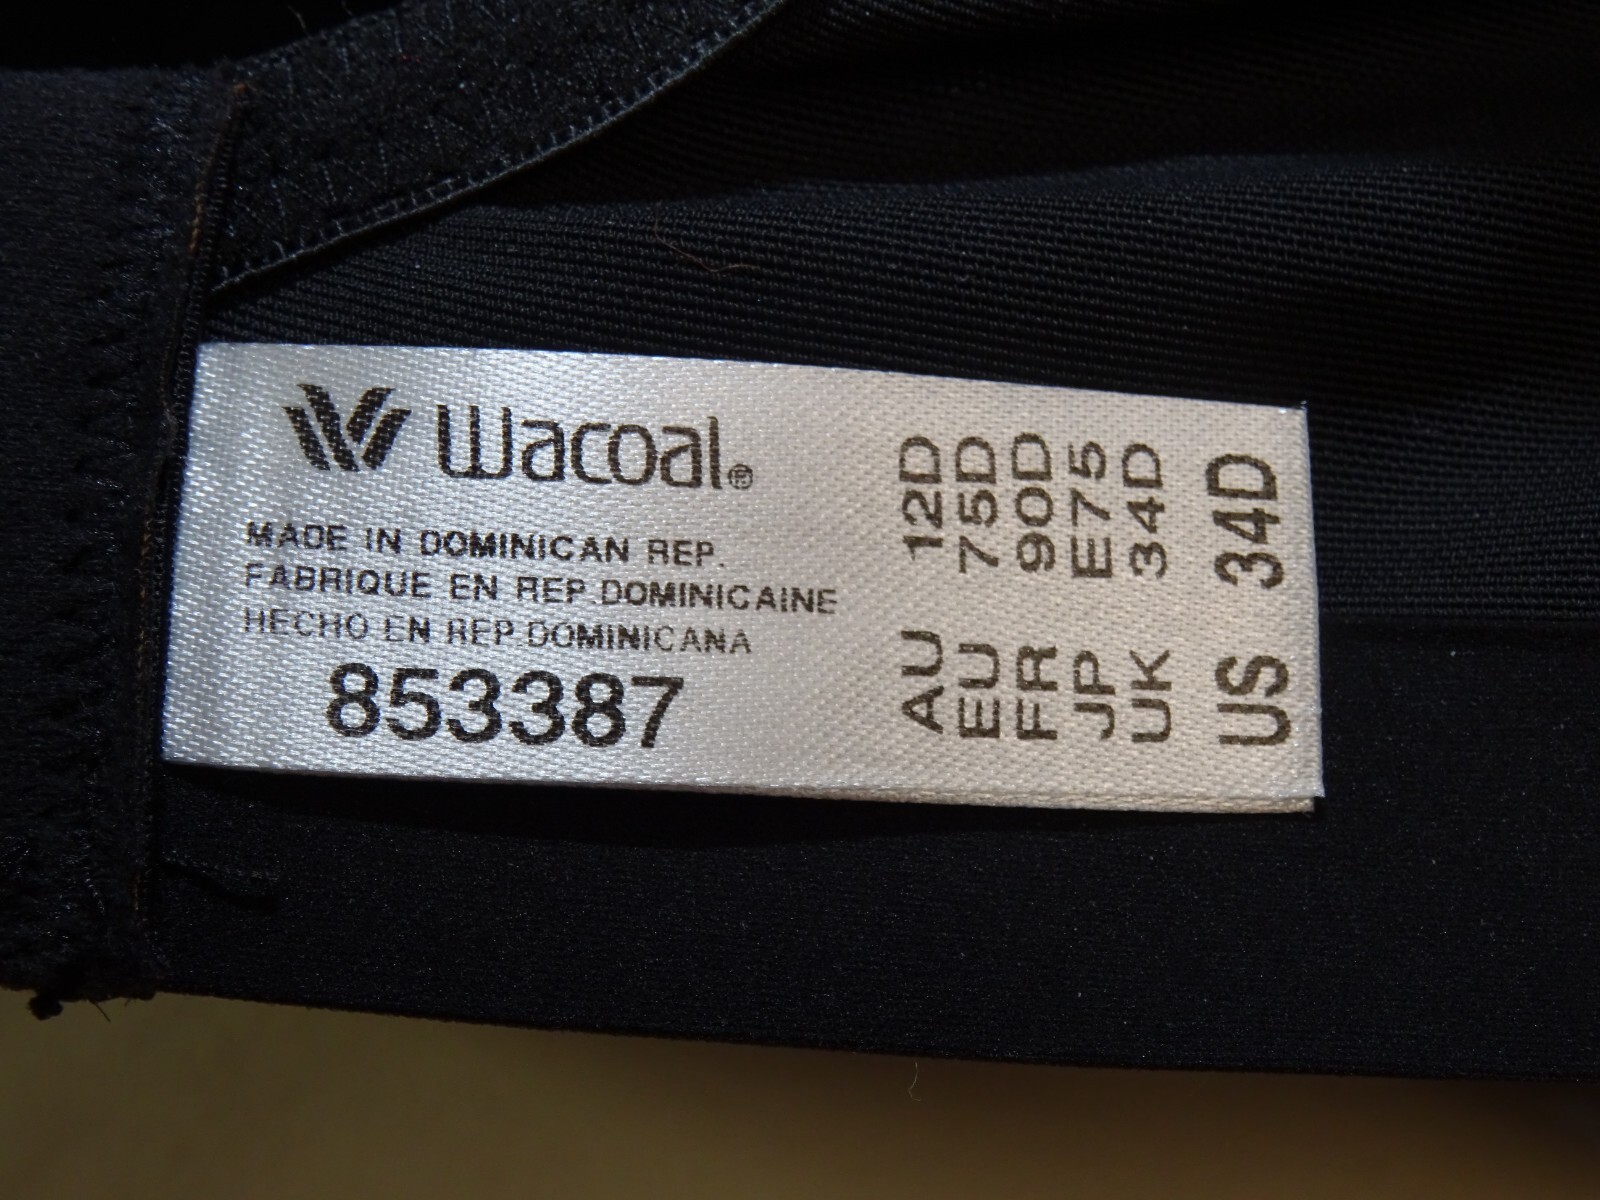 Wacoal®
MADE IN DOMINICAN REP.
FABRIQUE EN REP.DOMINICAINE
HECHO EN REP.DOMINICANA
853387
AU 12D
EU 75D
FR 90D
JP E75
UK 34D
US 34D